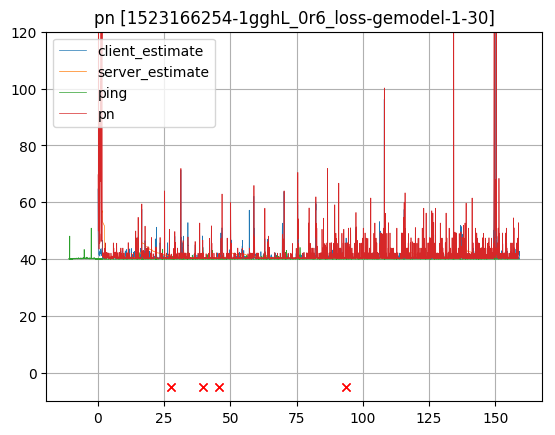 pn [1523166254-1gghL_0r6_loss-gemodel-1-30]
client_estimate
server_estimate
ping
pn
120
100
80
60
40
20
0
0 25 50 75 100 125 150